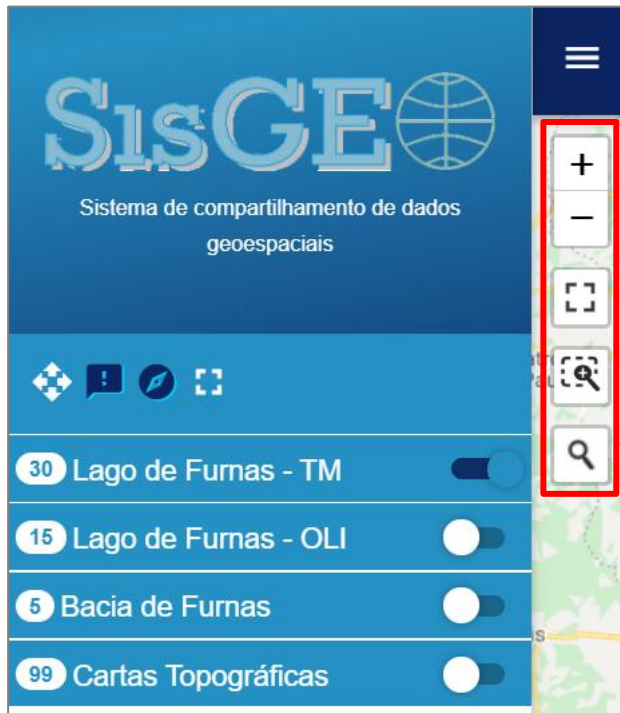 SisGEO
Sistema de compartilhamento de dados
geoespaciais
30 Lago de Furnas - TM
15 Lago de Furnas - OLI
5 Bacia de Furnas
99 Cartas Topográficas
+
−